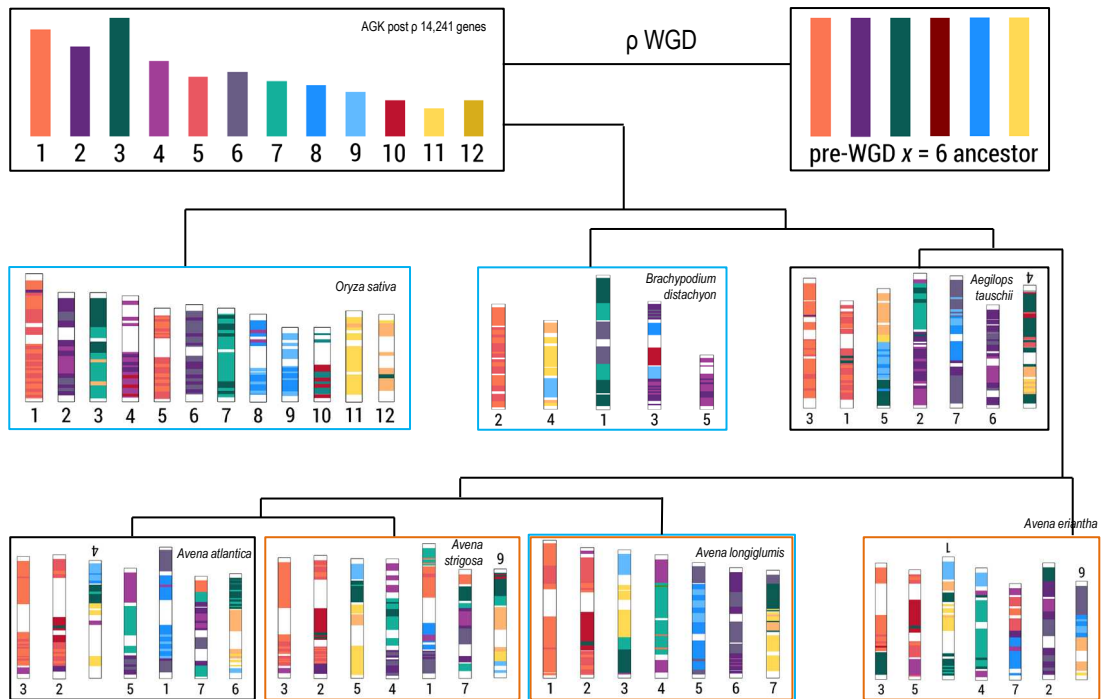 AGK post ρ 14,241 genes
1 2 3 4 5 6 7 8 9 10 11 12
ρ WGD
pre-WGD x = 6 ancestor
Oryza sativa
1 2 3 4 5 6 7 8 9 10 11 12
Brachypodium
distachyon
2 4 1 3 5
Aegilops
tauschii
4
3 1 5 2 7 6
Avena atlantica
4
3 2 5 1 7 6
Avena
strigosa
6
3 2 5 4 1 7
Avena longiglumis
1 2 3 4 5 6 7
Avena eriantha
1
6
3 5 4 7 2